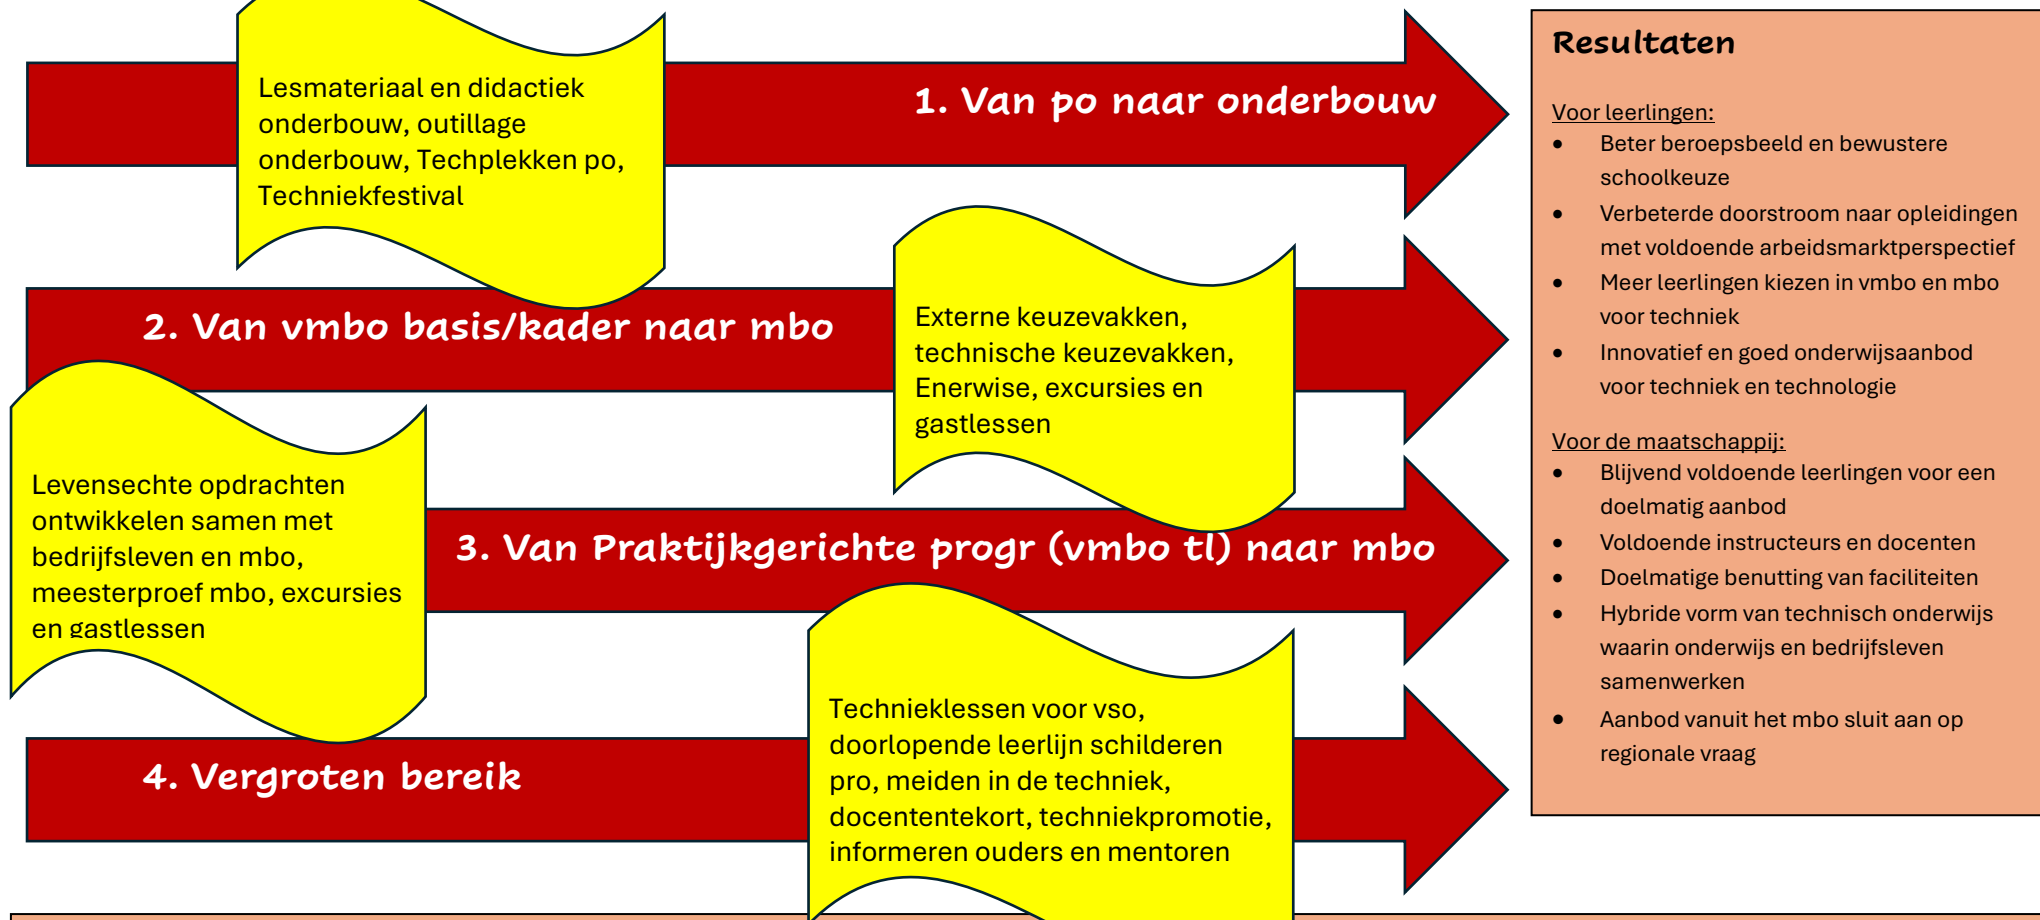 Lesmateriaal en didactiek
onderbouw, outillage
onderbouw, Techplekken po,
Techniekfestival
1. Van po naar onderbouw
2. Van vmbo basis/kader naar mbo
Externe keuzevakken,
technische keuzevakken,
Enerwise, excursies en
gastlessen
Levensechte opdrachten
ontwikkelen samen met
bedrijfsleven en mbo,
meesterproef mbo, excursies
en gastlessen
3. Van Praktijkgerichte progr (vmbo tl) naar mbo
4. Vergroten bereik
Technieklessen voor vso,
doorlopende leerlijn schilderen
pro, meiden in de techniek,
docententekort, techniekpromotie,
informeren ouders en mentoren
Resultaten
Voor leerlingen:
• Beter beroepsbeeld en bewustere
schoolkeuze
• Verbeterde doorstroom naar opleidingen
met voldoende arbeidsmarktperspectief
• Meer leerlingen kiezen in vmbo en mbo
voor techniek
• Innovatief en goed onderwijsaanbod
voor techniek en technologie
Voor de maatschappij:
• Blijvend voldoende leerlingen voor een
doelmatig aanbod
• Voldoende instructeurs en docenten
• Doelmatige benutting van faciliteiten
• Hybride vorm van technisch onderwijs
waarin onderwijs en bedrijfsleven
samenwerken
• Aanbod vanuit het mbo sluit aan op
regionale vraag